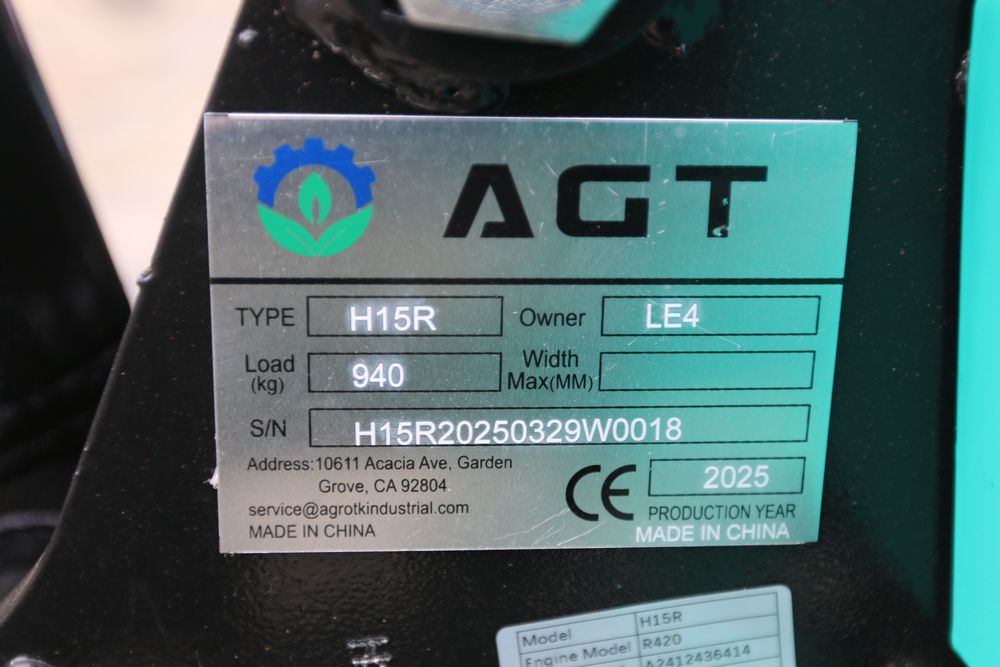 AGT
TYPE H15R Owner LE4
Load (kg) 940 Width Max(MM)
S/N H15R20250329W0018
Address:10611 Acacia Ave, Garden
Grove, CA 92804
service@agrotkindustrial.com
MADE IN CHINA
CE 2025
PRODUCTION YEAR
MADE IN CHINA
Model H15R
Engine Model R420
A2412436414